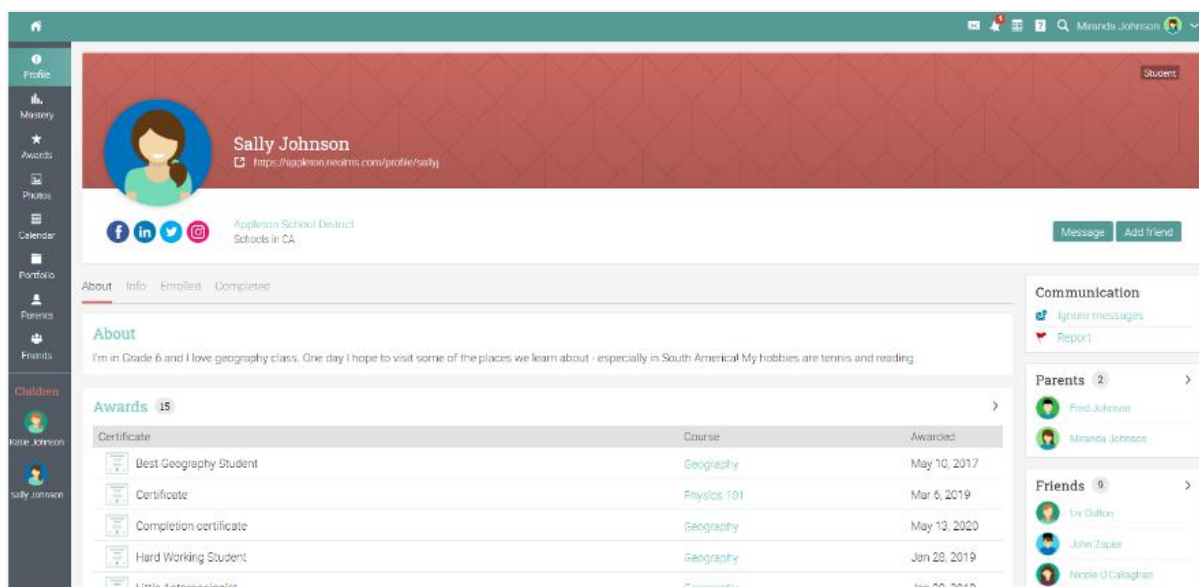 1
?
Miranda Johnson
Profile
Mastery
Awards
Photos
Calendar
Portfolio
Parents
Friends
Children
Katie Johnson
Sally Johnson
Student
Sally Johnson
https://appleton.neolms.com/profile/sallyj
Appleton School District
Schools in CA
Message
Add friend
About Info Enrolled Completed
About
I'm in Grade 6 and I love geography class. One day I hope to visit some of the places we learn about - especially in South America! My hobbies are tennis and reading.
Awards 15
Certificate Course Awarded
Best Geography Student Geography May 10, 2017
Certificate Physics 101 Mar 6, 2019
Completion certificate Geography May 13, 2020
Hard Working Student Geography Jan 28, 2019
Communication
Ignore messages
Report
Parents 2
Fred Johnson
Miranda Johnson
Friends 9
Liv Dalton
John Zapier
Nicole O'Callaghan